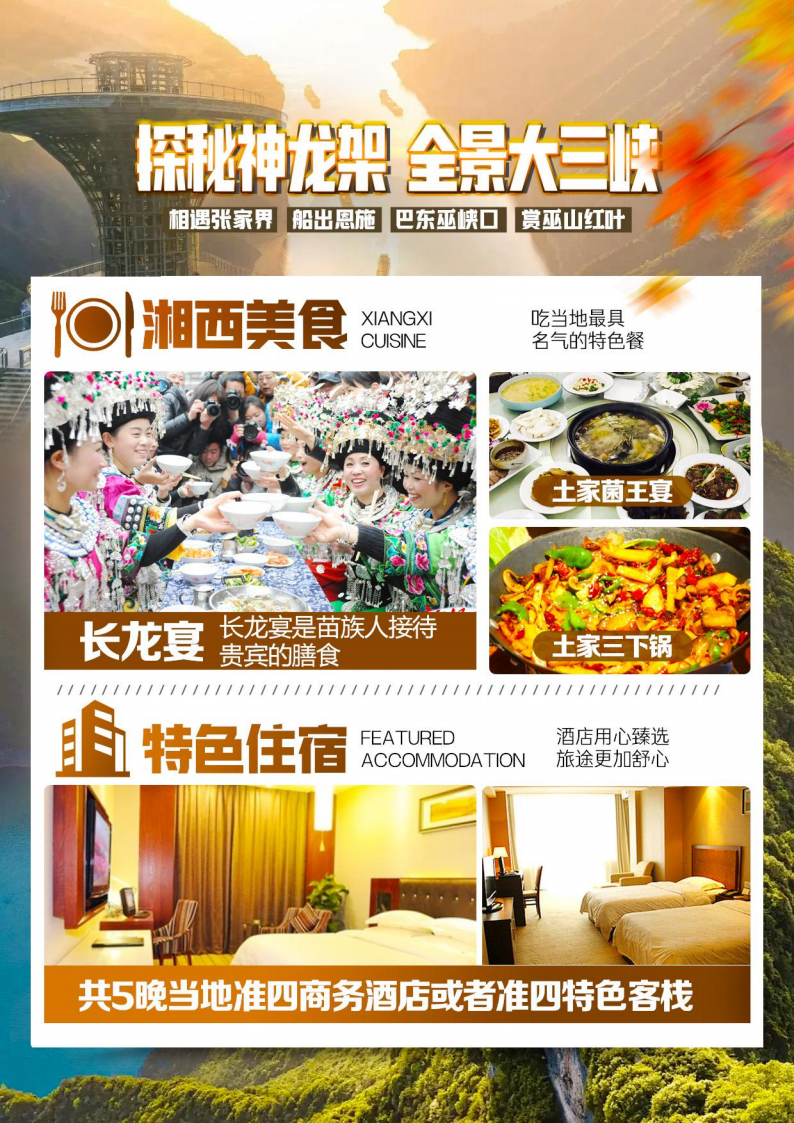 探秘神龙架 全景大三峡
相遇张家界 船出恩施 巴东巫峡口 赏巫山红叶
湘西美食
XIANGXI
CUISINE
吃当地最具
名气的特色餐
土家菌王宴
土家三下锅
长龙宴
长龙宴是苗族人接待
贵宾的膳食
特色住宿
FEATURED
ACCOMMODATION
酒店用心臻选
旅途更加舒心
共5晚当地准四商务酒店或者准四特色客栈